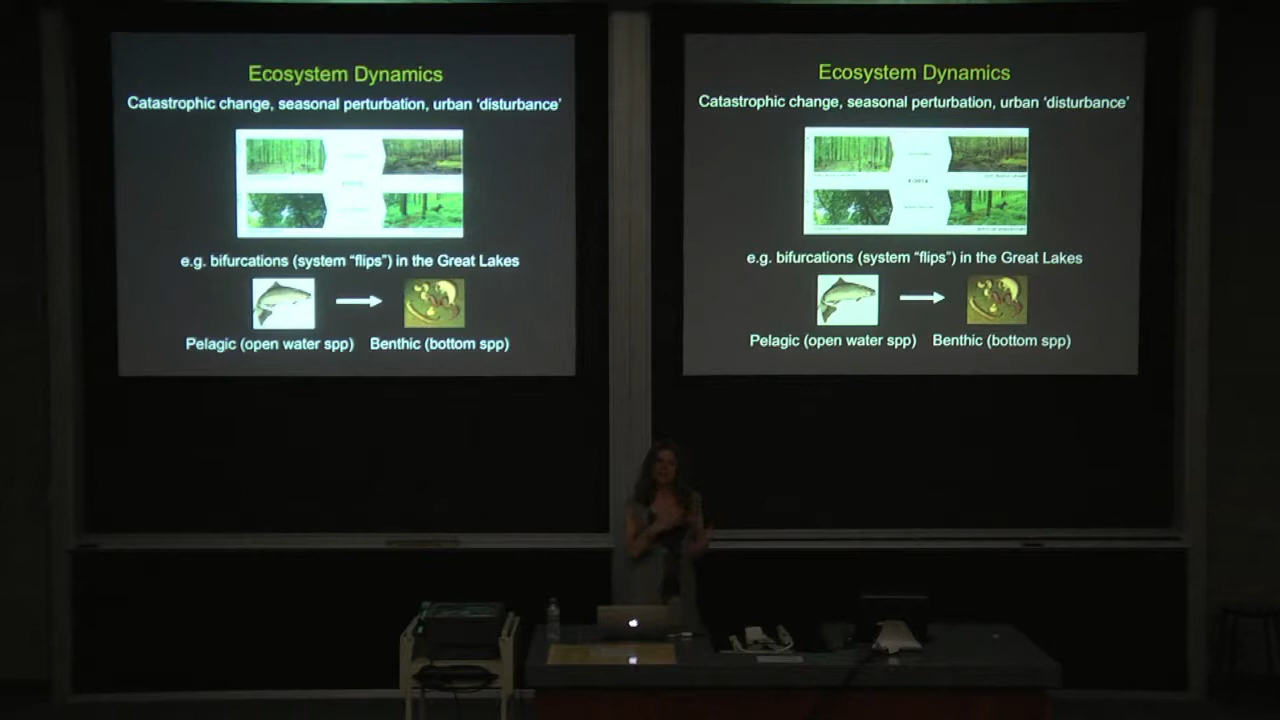 Ecosystem Dynamics
Catastrophic change, seasonal perturbation, urban ‘disturbance’
e.g. bifurcations (system “flips”) in the Great Lakes
Pelagic (open water spp)
Benthic (bottom spp)
Ecosystem Dynamics
Catastrophic change, seasonal perturbation, urban ‘disturbance’
e.g. bifurcations (system “flips”) in the Great Lakes
Pelagic (open water spp)
Benthic (bottom spp)